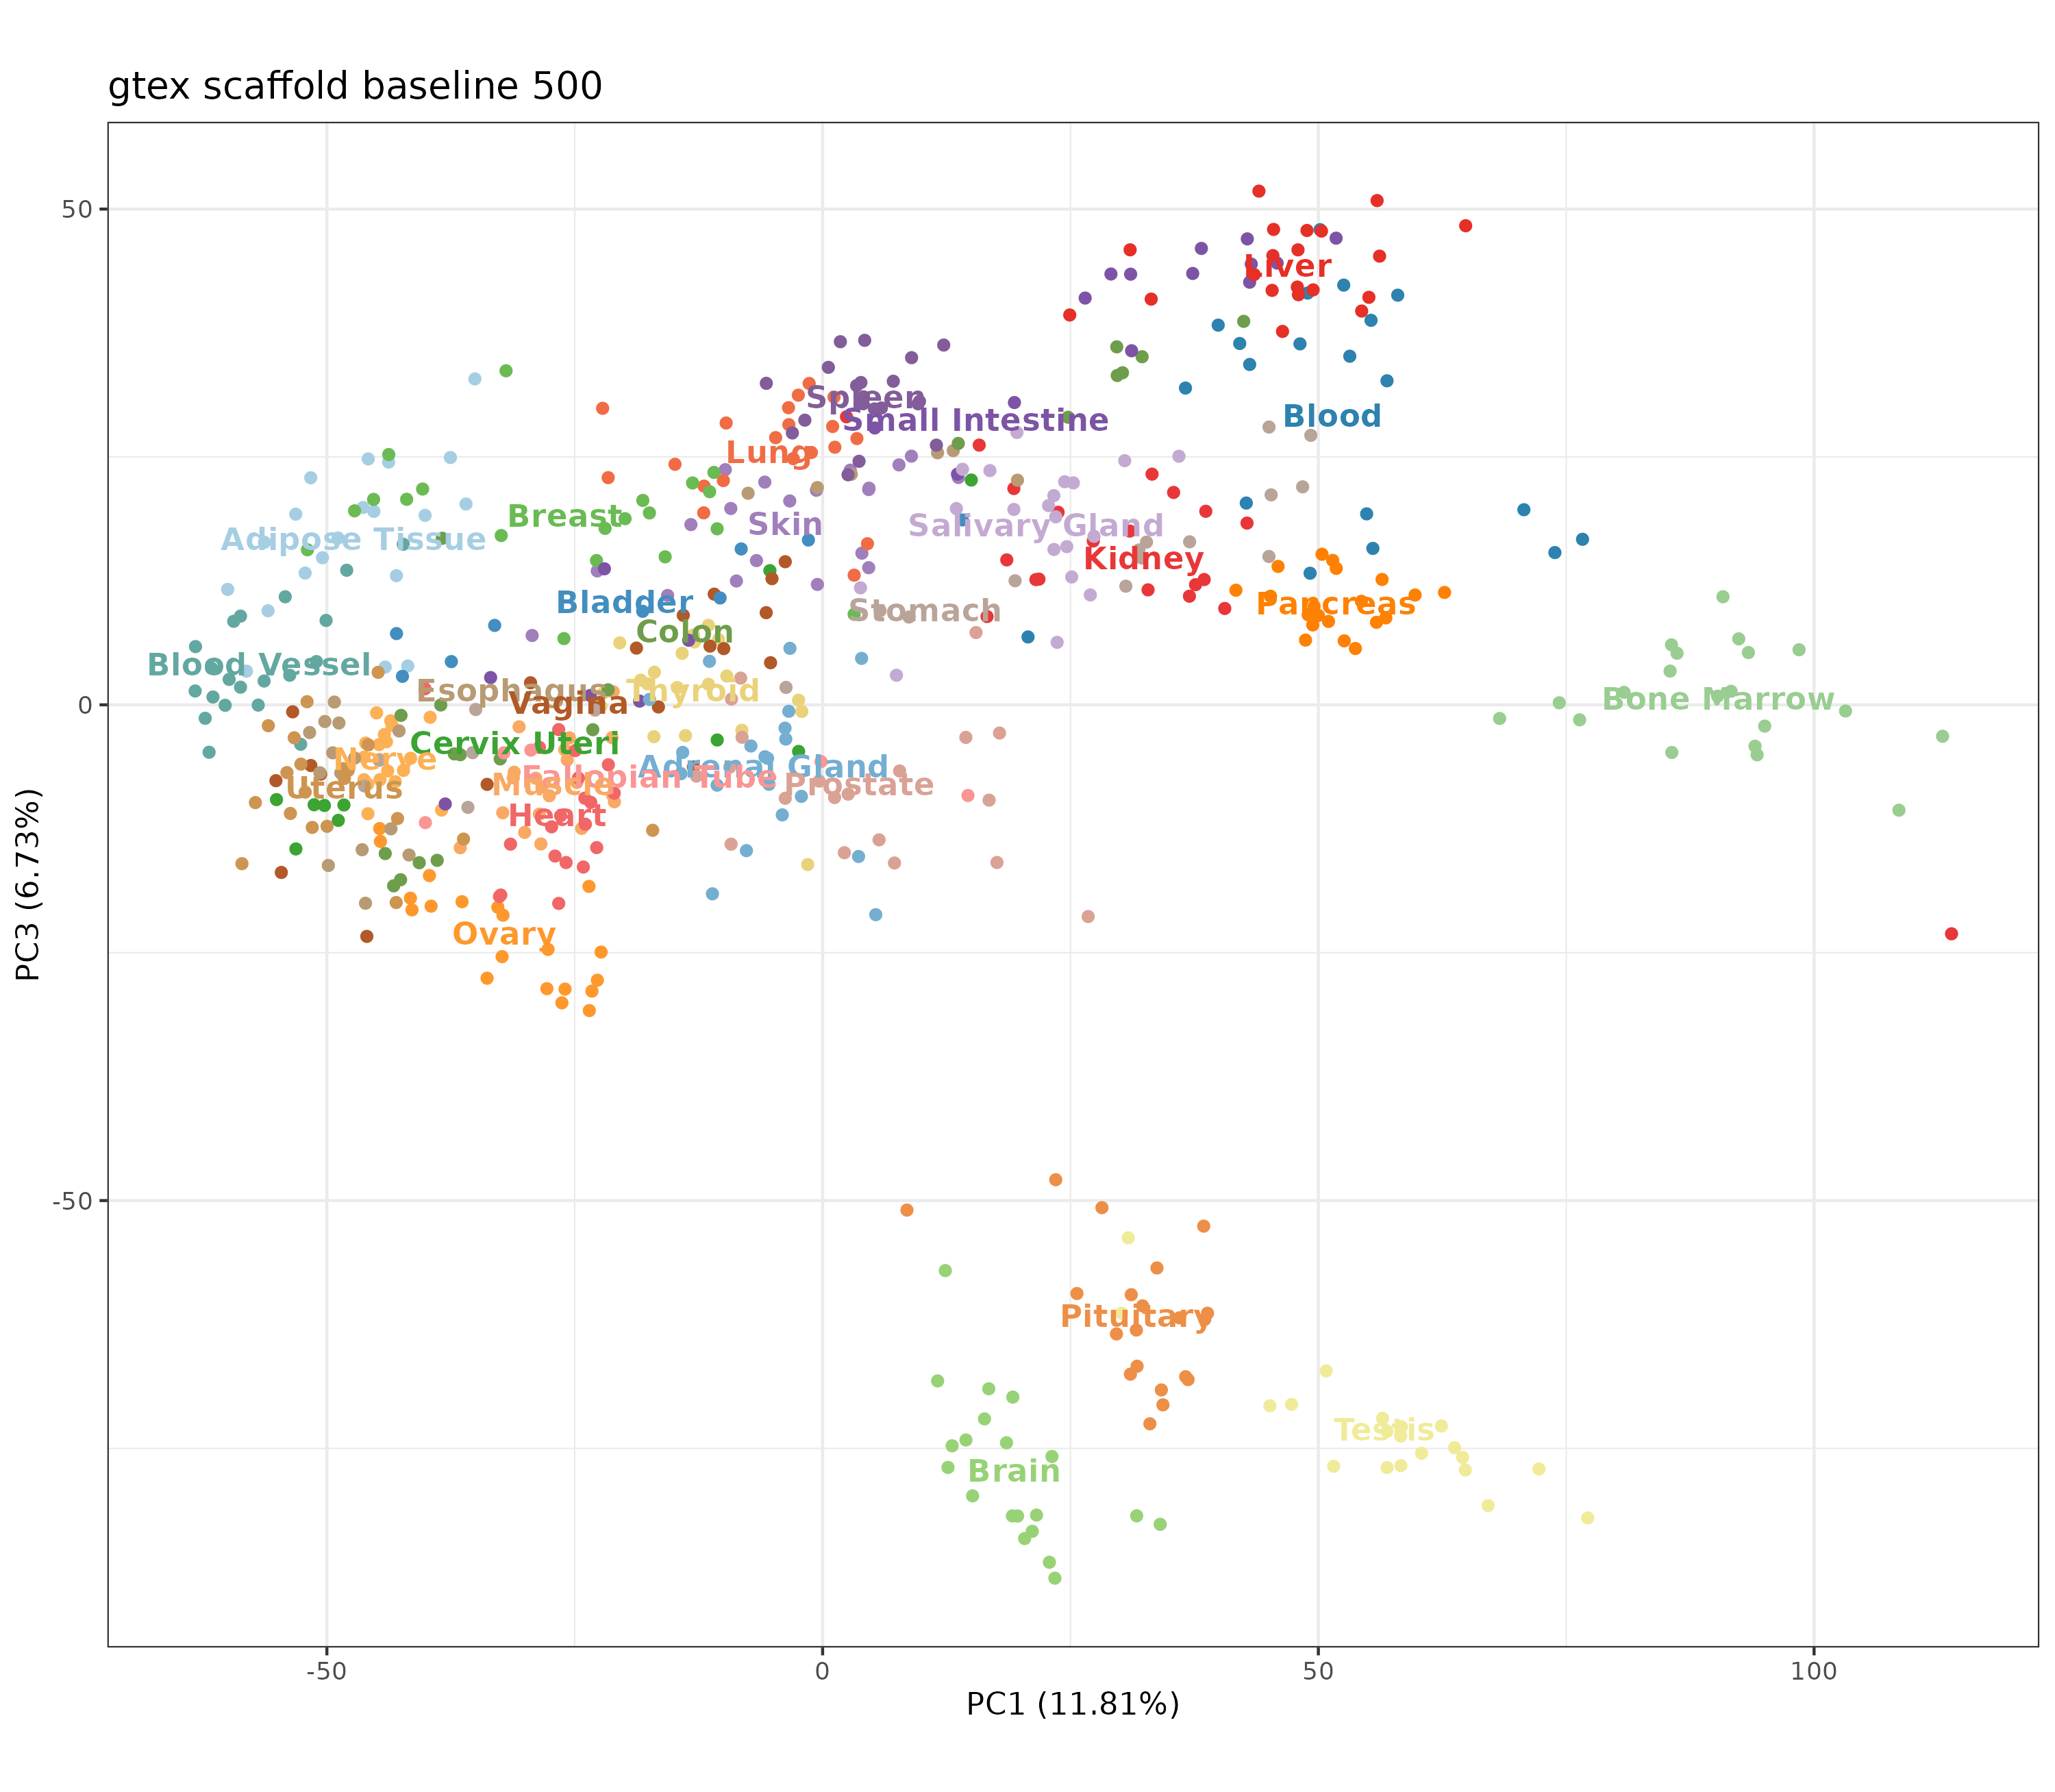 gtex scaffold baseline 500
50
Liver
Spleen
Small Intestine
Blood
Lung
Breast
Skin
Salivary Gland
Adipose Tissue
Kidney
Bladder
Stomach
Pancreas
Colon
Blood Vessel
Esophagus
Thyroid
Bone Marrow
0
Vagina
Cervix Uteri
Nerve
Adrenal Gland
Fallopian Tube
Uterus
Muscle
Prostate
Heart
Ovary
PC3 (6.73%)
-50
Pituitary
Testis
Brain
-50
0
50
100
PC1 (11.81%)